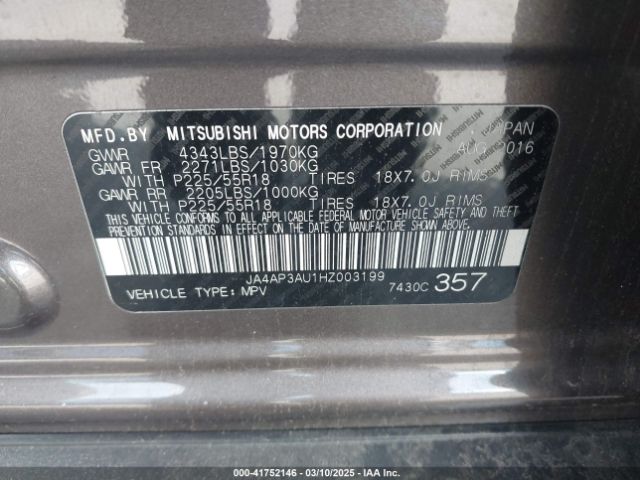 MFD.BY MITSUBISHI MOTORS CORPORATION JAPAN
GVWR 4343LBS/1970KG AUG 2016
GAWR FR 2271LBS/1030KG
WITH P225/55R18 TIRES 18X7.0J RIMS
GAWR RR 2205LBS/1000KG
WITH P225/55R18 TIRES 18X7.0J RIMS
THIS VEHICLE CONFORMS TO ALL APPLICABLE FEDERAL MOTOR VEHICLE SAFETY AND THEFT
PREVENTION STANDARDS IN EFFECT ON THE DATE OF MANUFACTURE SHOWN ABOVE.
JA4AP3AU1HZ003199
VEHICLE TYPE:MPV 7430C 357
000-41752146 — 03/10/2025 — IAA Inc.